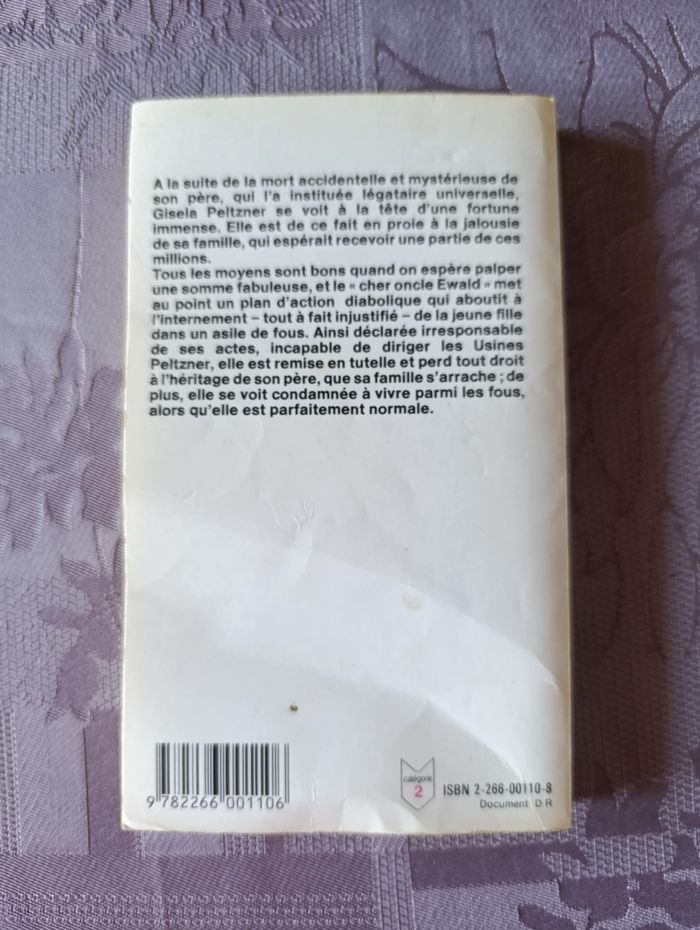 A la suite de la mort accidentelle et mystérieuse de
son père, qui l'a instituée légataire universelle,
Gisela Peltzner se voit à la tête d'une fortune
immense. Elle est de ce fait en proie à la jalousie
de sa famille, qui espérait recevoir une partie de ces
millions.
Tous les moyens sont bons quand on espère palper
une somme fabuleuse, et le « cher oncle Ewald » met
au point un plan d'action diabolique qui aboutit à
l'internement – tout à fait injustifié – de la jeune fille
dans un asile de fous. Ainsi déclarée irresponsable
de ses actes, incapable de diriger les Usines
Peltzner, elle est remise en tutelle et perd tout droit
à l'héritage de son père, que sa famille s'arrache ; de
plus, elle se voit condamnée à vivre parmi les fous,
alors qu'elle est parfaitement normale.
9 782266 001106
catégorie
2
ISBN 2-266-00110-8
Document D R